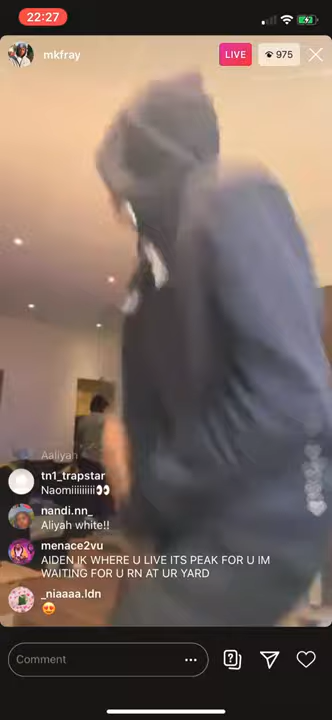 22:27
mkfray
LIVE
975
Aaliyah
tn1_trapstar
Naomiiiiiiiii👀
nandi.nn_
Aliyah white!!
menace2vu
AIDEN IK WHERE U LIVE ITS PEAK FOR U IM
WAITING FOR U RN AT UR YARD
_niaaaa.ldn
😍
Comment